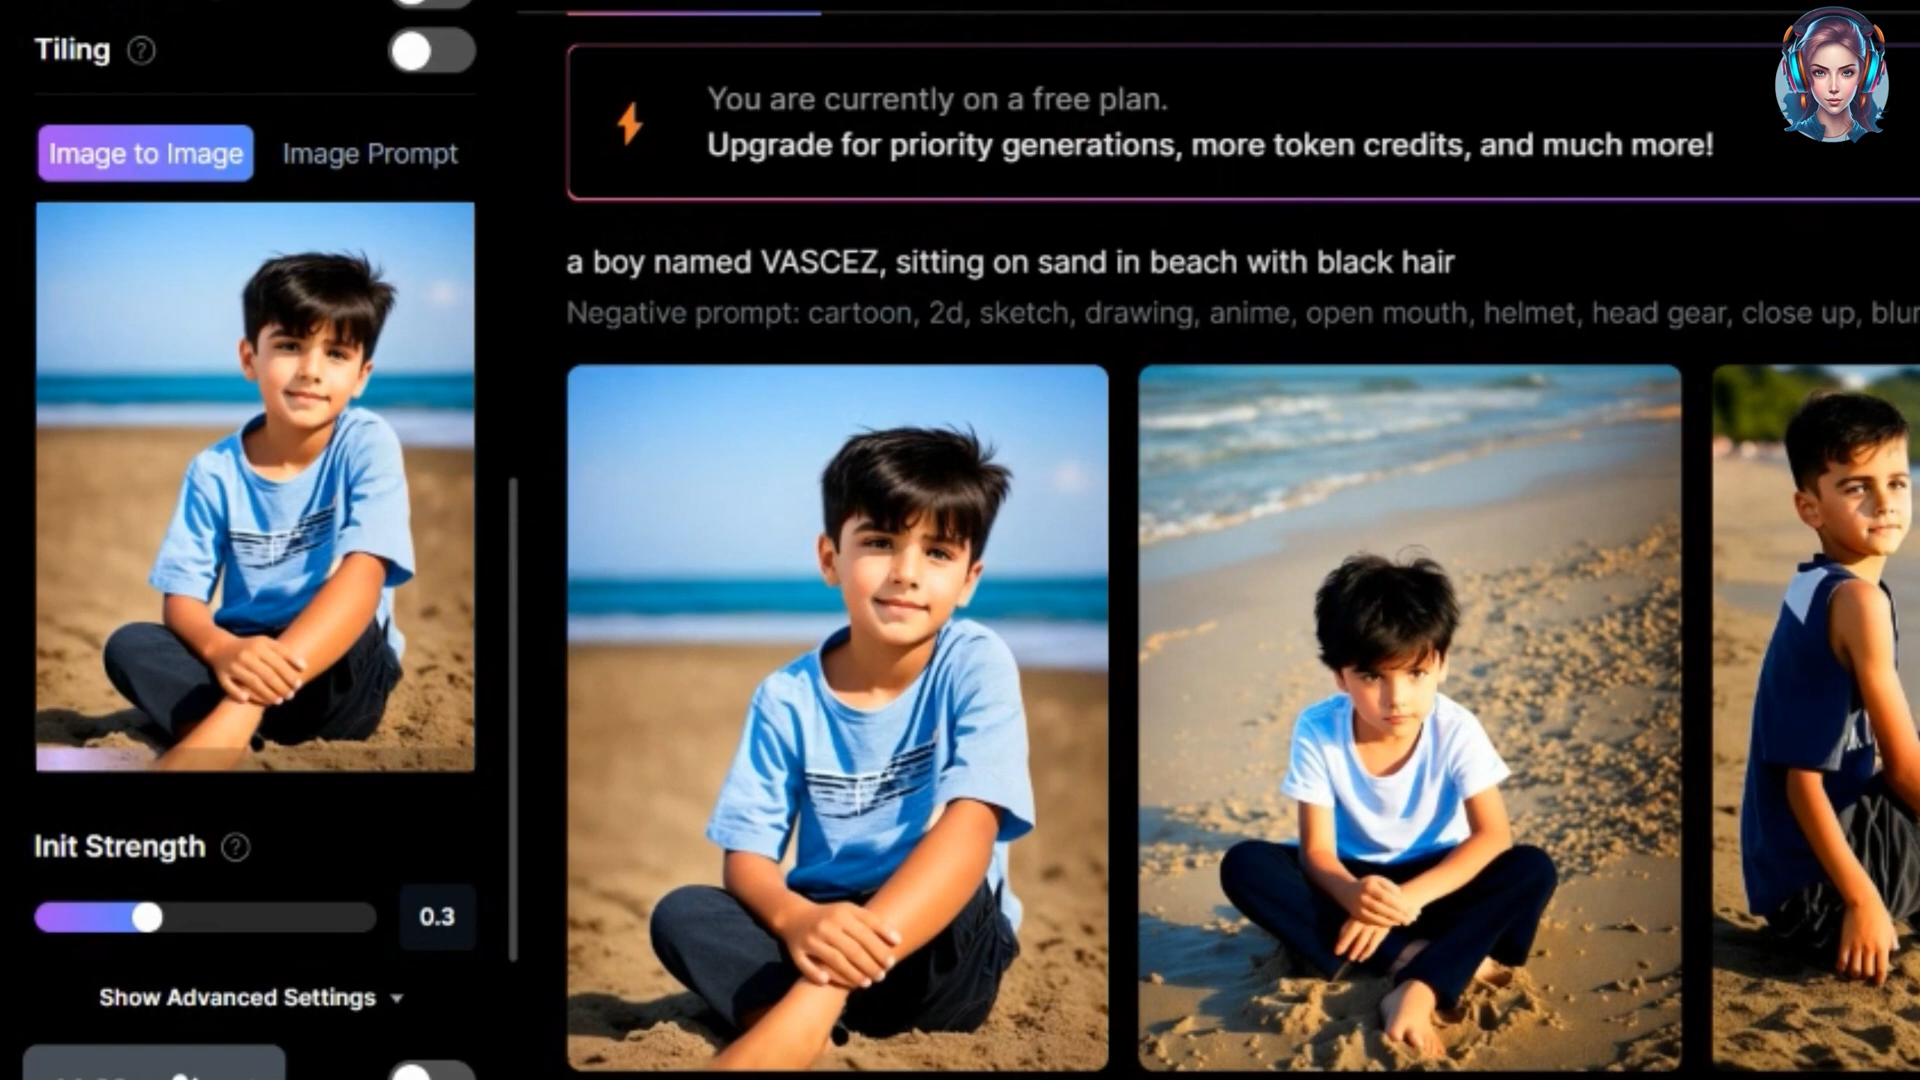 Tiling ?
Image to Image
Image Prompt
Init Strength ?
0.3
Show Advanced Settings
You are currently on a free plan.
Upgrade for priority generations, more token credits, and much more!
a boy named VASCEZ, sitting on sand in beach with black hair
Negative prompt: cartoon, 2d, sketch, drawing, anime, open mouth, helmet, head gear, close up,